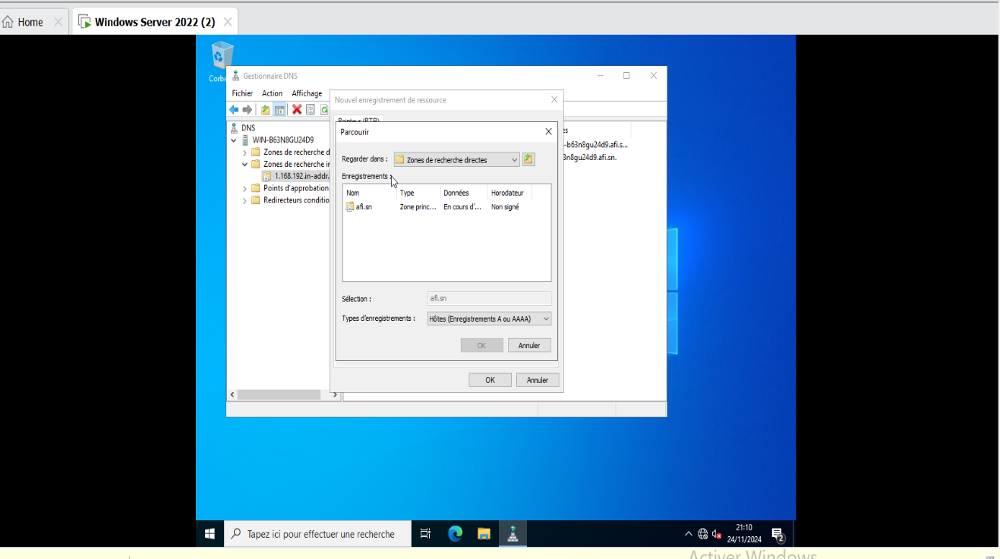 Home
Windows Server 2022 (2)
Gestionnaire DNS
Fichier Action Affichage
Nouvel enregistrement de ressource
Pointeur (PTR)
DNS
WIN-B63N8GU24D9
Zones de recherche d
Zones de recherche in
1.168.192.in-addr.
Points d'approbation
Redirecteurs conditio
Parcourir
Regarder dans : Zones de recherche directes
Enregistrements :
Nom Type Données Horodateur
afi.sn Zone princ... En cours d'... Non signé
Sélection : afi.sn
Types d'enregistrements : Hôtes (Enregistrements A ou AAAA)
OK Annuler
OK Annuler
es
-b63n8gu24d9.afi.s...
3n8gu24d9.afi.sn.
Corbe
Tapez ici pour effectuer une recherche
21:10
24/11/2024
2
Activer Windows